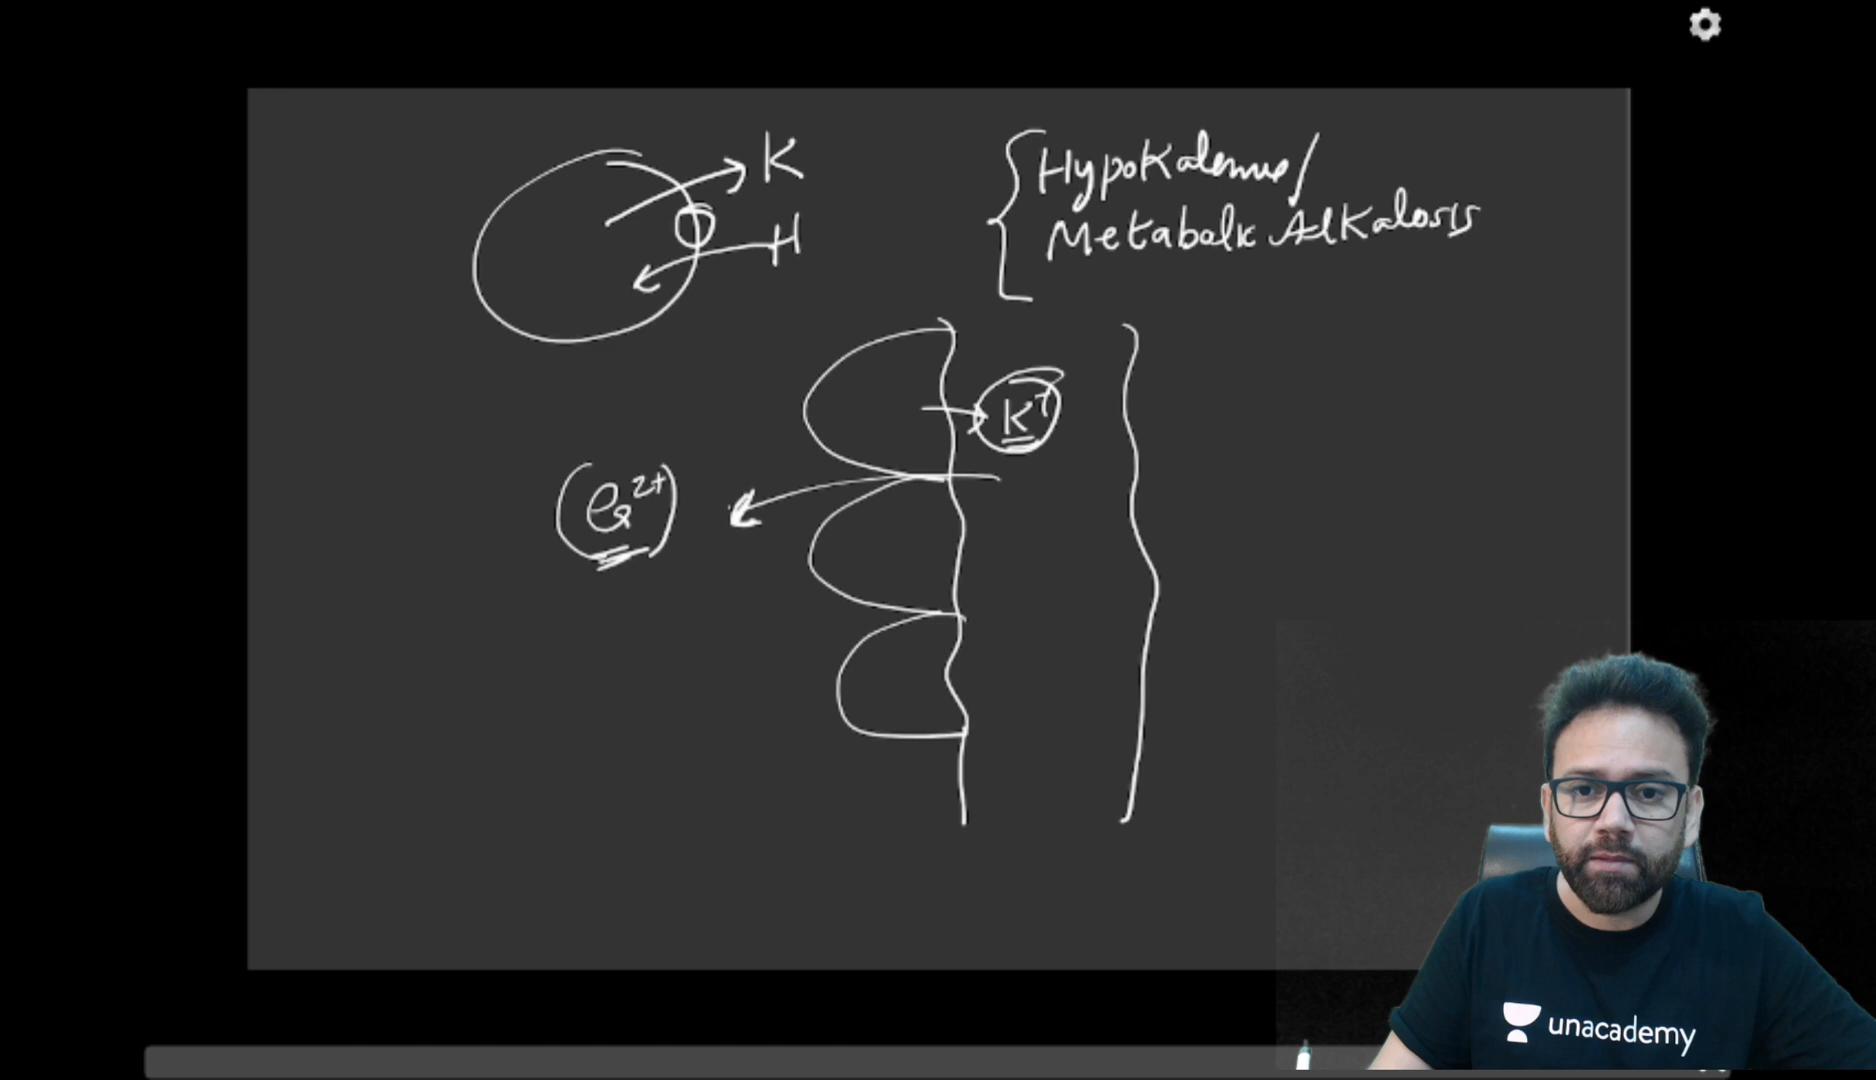 K
H
Hypokalemia/
Metabolic Alkalosis
K+
Ca2+
unacademy